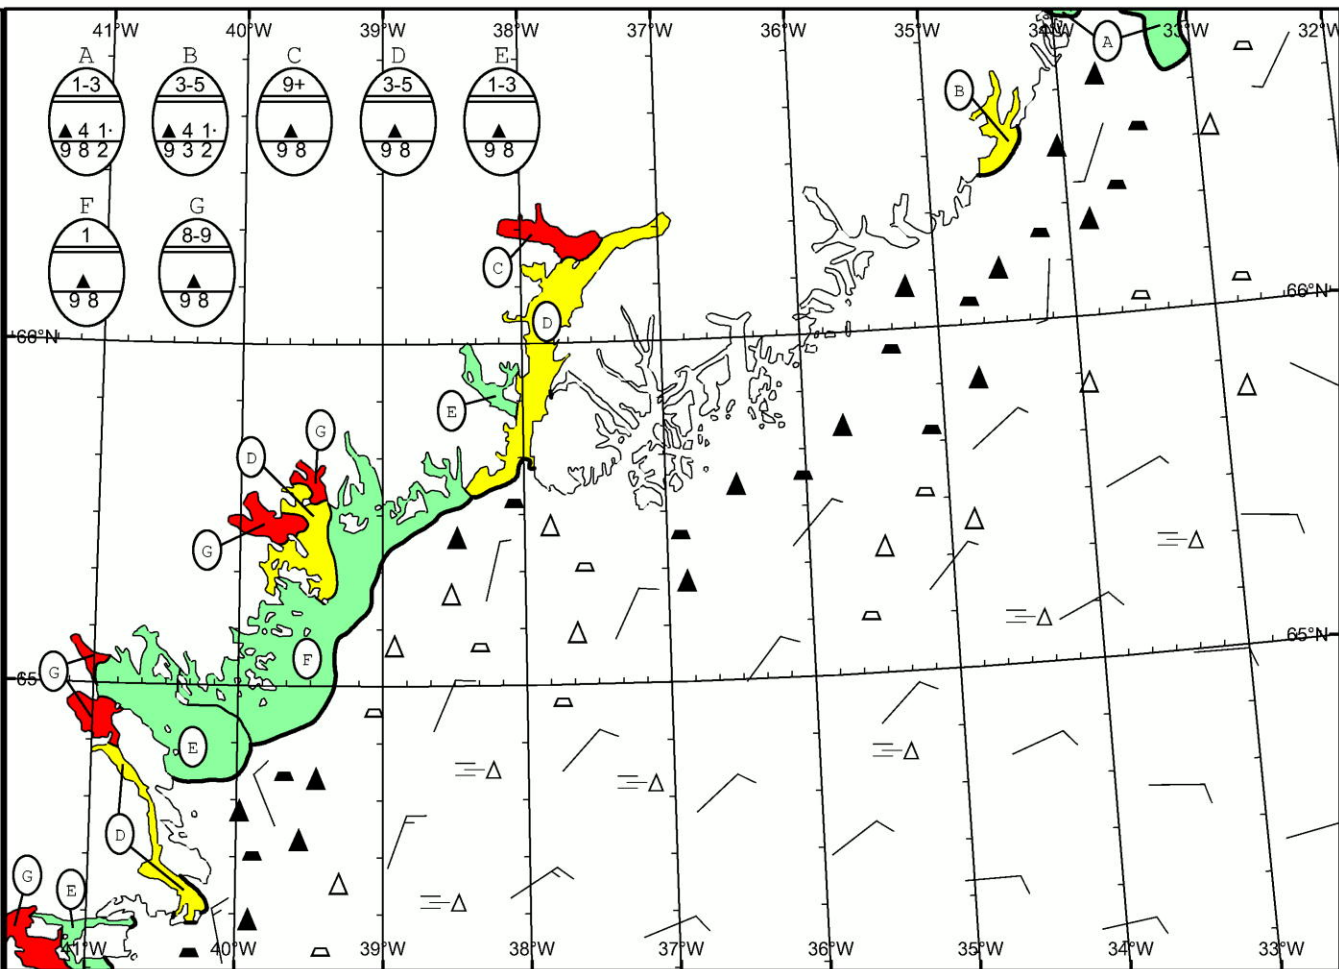 41°W 40°W 39°W 38°W 37°W 36°W 35°W 34°W 33°W 32°W
A B C D E
1-3 3-5 9+ 3-5 1-3
4 1· 4 1·
9 8 2 9 3 2 9 8 9 8 9 8
F G
1 8-9
9 8 9 8
A
B
C
66°N
D
66°N
E
G
D
G
65°N
F
G
65°N
E
D
G E
41°W 40°W 39°W 38°W 37°W 36°W 35°W 34°W 33°W